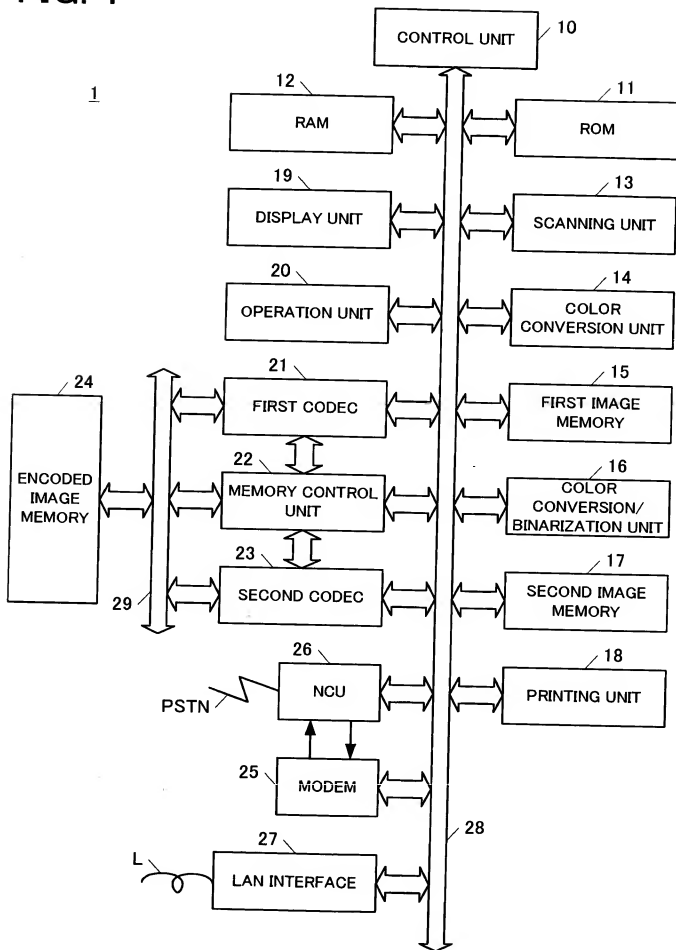 10
CONTROL UNIT
1
12
RAM
11
ROM
19
DISPLAY UNIT
13
SCANNING UNIT
20
OPERATION UNIT
14
COLOR
CONVERSION UNIT
24
ENCODED
IMAGE
MEMORY
21
FIRST CODEC
15
FIRST IMAGE
MEMORY
22
MEMORY CONTROL
UNIT
16
COLOR
CONVERSION/
BINARIZATION UNIT
23
SECOND CODEC
17
SECOND IMAGE
MEMORY
29
26
NCU
PSTN
18
PRINTING UNIT
25
MODEM
28
27
LAN INTERFACE
L